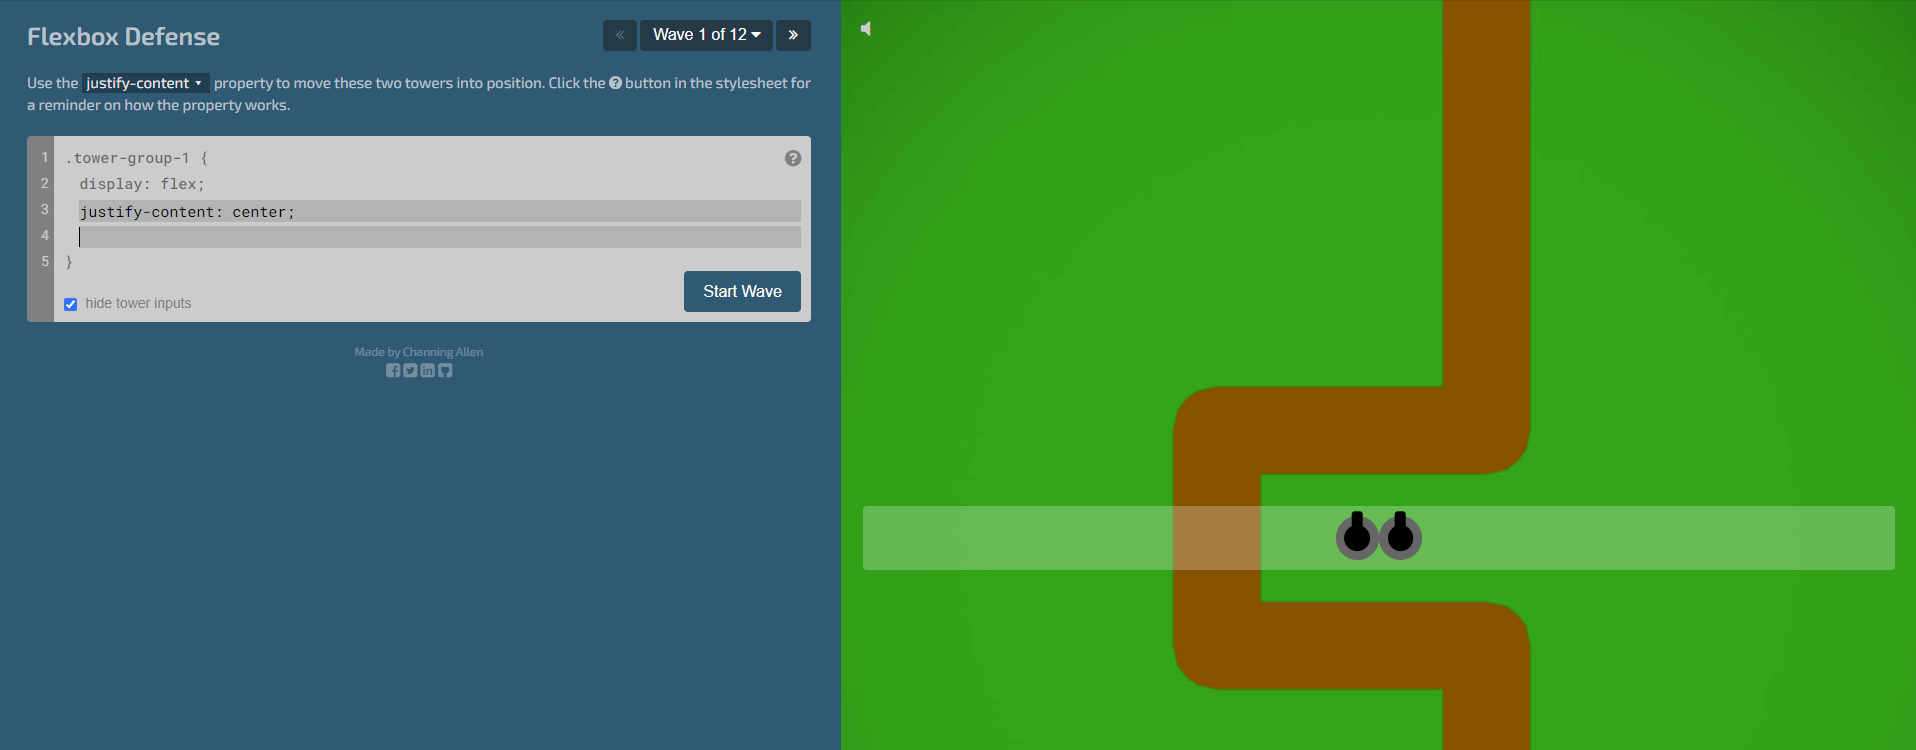 Flexbox Defense
« Wave 1 of 12 »
Use the justify-content property to move these two towers into position. Click the ? button in the stylesheet for
a reminder on how the property works.
1 .tower-group-1 { ?
2 display: flex;
3 justify-content: center;
4
5 }
hide tower inputs
Start Wave
Made by Channing Allen